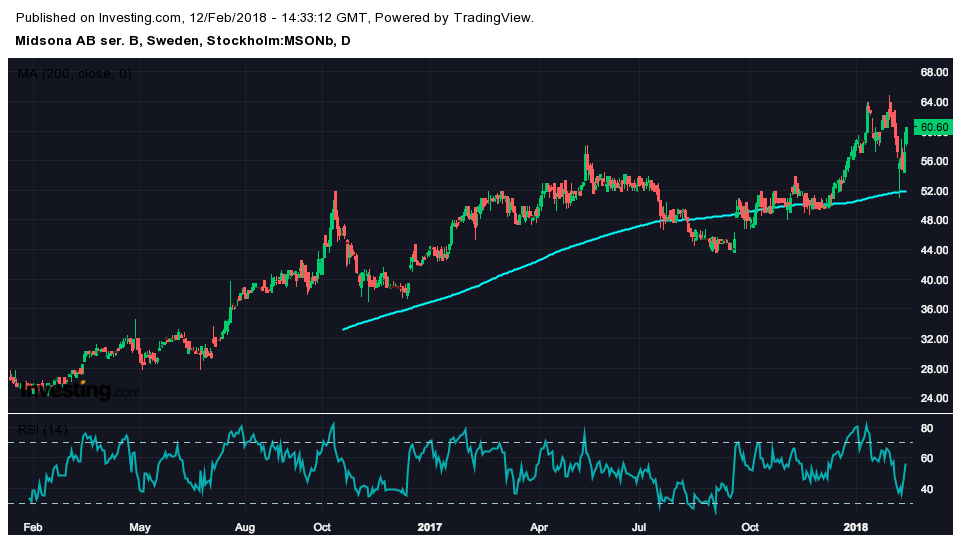 Published on Investing.com, 12/Feb/2018 - 14:33:12 GMT, Powered by TradingView.
Midsona AB ser. B, Sweden, Stockholm:MSONb, D
MA (200, close, 0)
68.00
64.00
60.60
56.00
52.00
48.00
44.00
40.00
36.00
32.00
28.00
24.00
Investing.com
RSI (14)
80
60
40
Feb
May
Aug
Oct
2017
Apr
Jul
Oct
2018